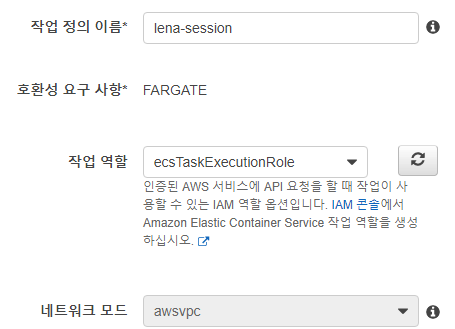 작업 정의 이름* lena-session
호환성 요구 사항* FARGATE
작업 역할 ecsTaskExecutionRole
인증된 AWS 서비스에 API 요청을 할 때 작업이 사
용할 수 있는 IAM 역할 옵션입니다. IAM 콘솔에서
Amazon Elastic Container Service 작업 역할을 생성
하십시오.
네트워크 모드 awsvpc